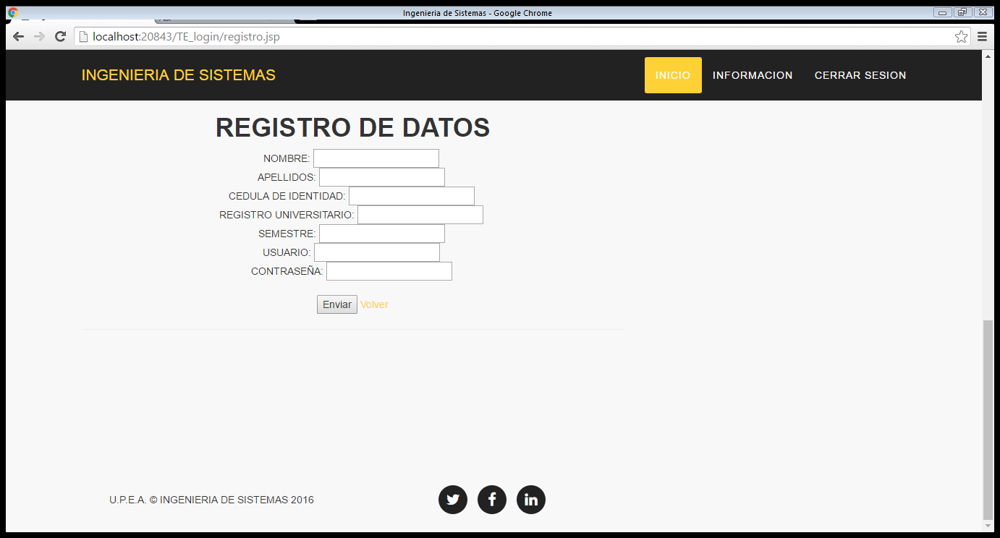 Ingenieria de Sistemas - Google Chrome
localhost:20843/TE_login/registro.jsp
INGENIERIA DE SISTEMAS INICIO INFORMACION CERRAR SESION
REGISTRO DE DATOS
NOMBRE:
APELLIDOS:
CEDULA DE IDENTIDAD:
REGISTRO UNIVERSITARIO:
SEMESTRE:
USUARIO:
CONTRASEÑA:
Enviar Volver
U.P.E.A. © INGENIERIA DE SISTEMAS 2016